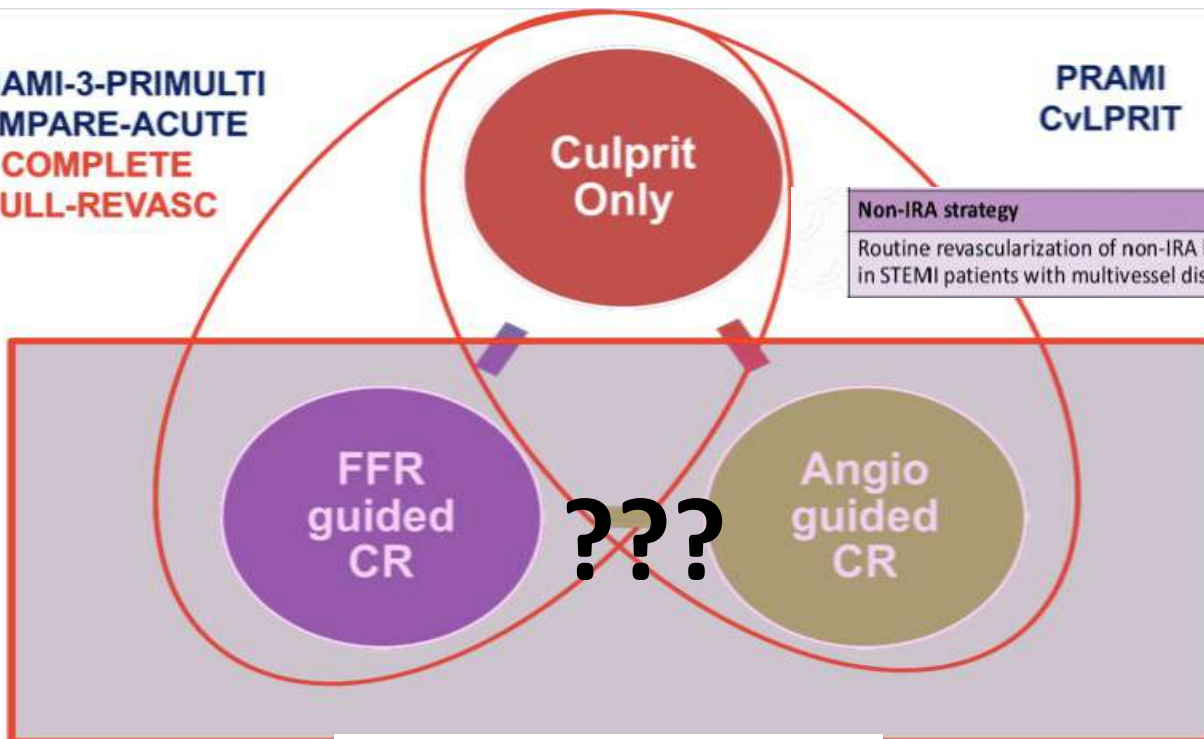 AMI-3-PRIMULTI
MPARE-ACUTE
COMPLETE
ULL-REVASC
PRAMI
CvLPRIT
Culprit
Only
Non-IRA strategy
Routine revascularization of non-IRA
in STEMI patients with multivessel dis
FFR
guided
CR
???
Angio
guided
CR